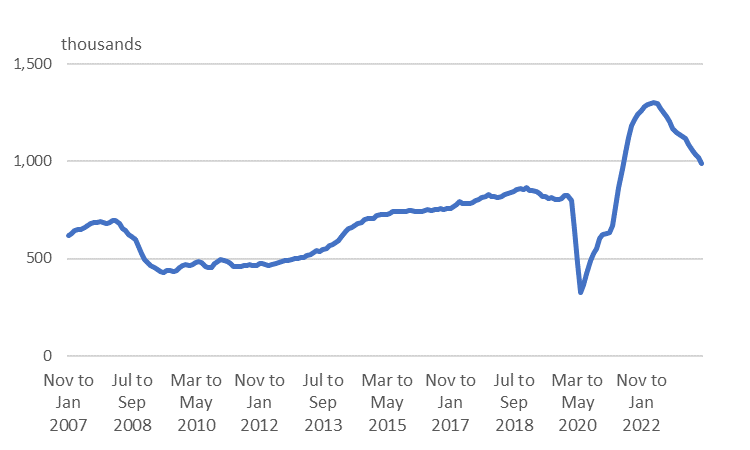 thousands
1,500
1,000
500
0
Nov to Jul to Mar to Nov to Jul to Mar to Nov to Jul to Mar to Nov to
Jan Sep May Jan Sep May Jan Sep May Jan
2007 2008 2010 2012 2013 2015 2017 2018 2020 2022